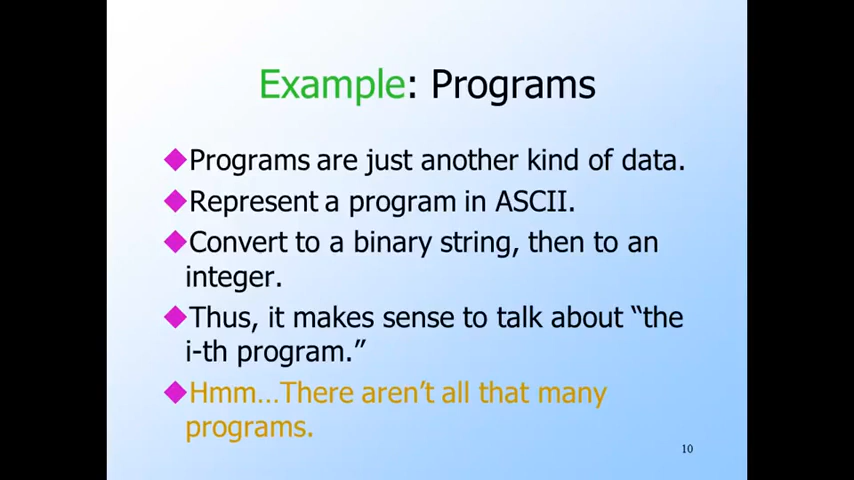 Example: Programs
Programs are just another kind of data.
Represent a program in ASCII.
Convert to a binary string, then to an
integer.
Thus, it makes sense to talk about “the
i-th program.”
Hmm…There aren’t all that many
programs.
10